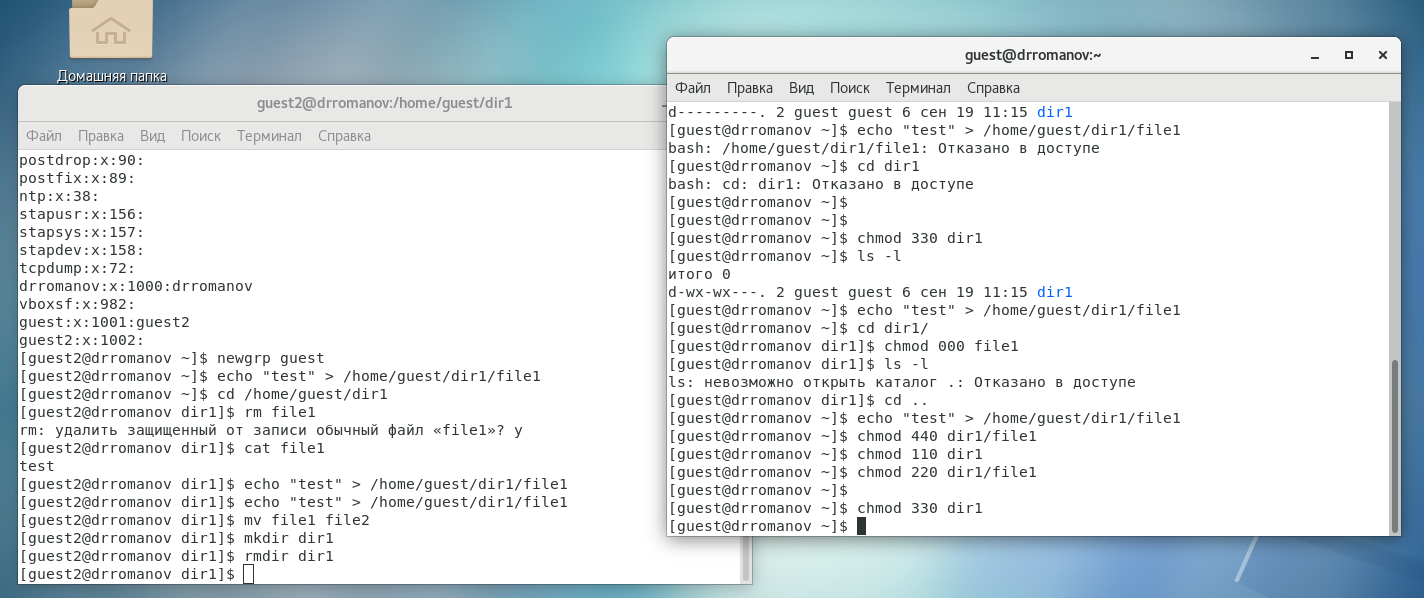 Домашняя папка
guest2@drromanov:/home/guest/dir1
Файл Правка Вид Поиск Терминал Справка
postdrop:x:90:
postfix:x:89:
ntp:x:38:
stapusr:x:156:
stapsys:x:157:
stapdev:x:158:
tcpdump:x:72:
drromanov:x:1000:drromanov
vboxsf:x:982:
guest:x:1001:guest2
guest2:x:1002:
[guest2@drromanov ~]$ newgrp guest
[guest2@drromanov ~]$ echo "test" > /home/guest/dir1/file1
[guest2@drromanov ~]$ cd /home/guest/dir1
[guest2@drromanov dir1]$ rm file1
rm: удалить защищенный от записи обычный файл «file1»? y
[guest2@drromanov dir1]$ cat file1
test
[guest2@drromanov dir1]$ echo "test" > /home/guest/dir1/file1
[guest2@drromanov dir1]$ echo "test" > /home/guest/dir1/file1
[guest2@drromanov dir1]$ mv file1 file2
[guest2@drromanov dir1]$ mkdir dir1
[guest2@drromanov dir1]$ rmdir dir1
[guest2@drromanov dir1]$
guest@drromanov:~
Файл Правка Вид Поиск Терминал Справка
d---------. 2 guest guest 6 сен 19 11:15 dir1
[guest@drromanov ~]$ echo "test" > /home/guest/dir1/file1
bash: /home/guest/dir1/file1: Отказано в доступе
[guest@drromanov ~]$ cd dir1
bash: cd: dir1: Отказано в доступе
[guest@drromanov ~]$
[guest@drromanov ~]$
[guest@drromanov ~]$ chmod 330 dir1
[guest@drromanov ~]$ ls -l
итого 0
d-wx-wx---. 2 guest guest 6 сен 19 11:15 dir1
[guest@drromanov ~]$ echo "test" > /home/guest/dir1/file1
[guest@drromanov ~]$ cd dir1/
[guest@drromanov dir1]$ chmod 000 file1
[guest@drromanov dir1]$ ls -l
ls: невозможно открыть каталог .: Отказано в доступе
[guest@drromanov dir1]$ cd ..
[guest@drromanov ~]$ echo "test" > /home/guest/dir1/file1
[guest@drromanov ~]$ chmod 440 dir1/file1
[guest@drromanov ~]$ chmod 110 dir1
[guest@drromanov ~]$ chmod 220 dir1/file1
[guest@drromanov ~]$
[guest@drromanov ~]$ chmod 330 dir1
[guest@drromanov ~]$